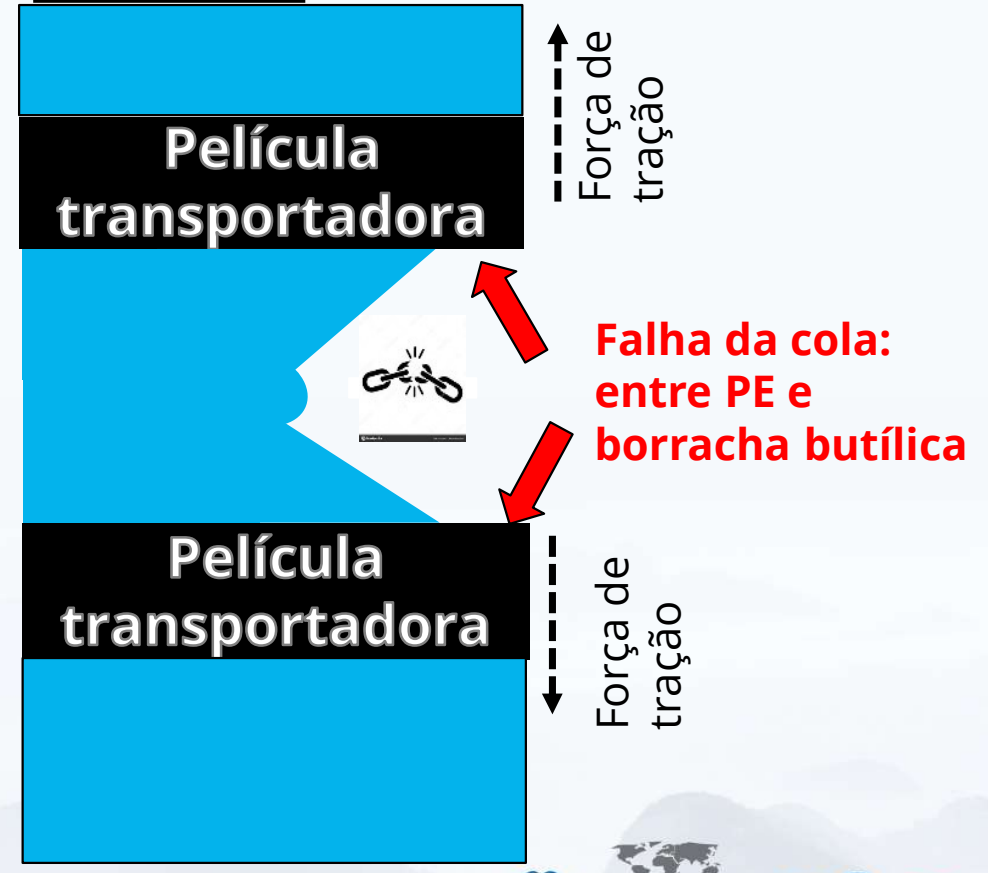 Película
transportadora
Força de
tração
Falha da cola:
entre PE e
borracha butílica
Película
transportadora
Força de
tração